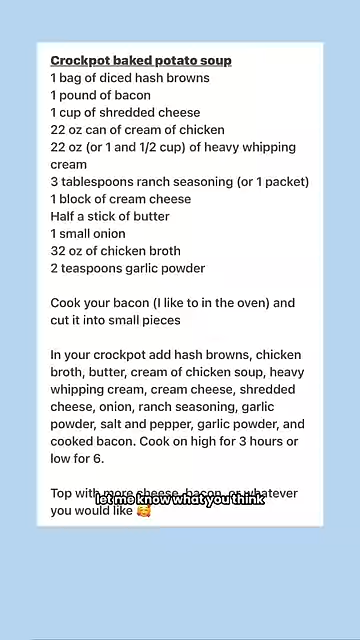 Crockpot baked potato soup
1 bag of diced hash browns
1 pound of bacon
1 cup of shredded cheese
22 oz can of cream of chicken
22 oz (or 1 and 1/2 cup) of heavy whipping
cream
3 tablespoons ranch seasoning (or 1 packet)
1 block of cream cheese
Half a stick of butter
1 small onion
32 oz of chicken broth
2 teaspoons garlic powder
Cook your bacon (I like to in the oven) and
cut it into small pieces
In your crockpot add hash browns, chicken
broth, butter, cream of chicken soup, heavy
whipping cream, cream cheese, shredded
cheese, onion, ranch seasoning, garlic
powder, salt and pepper, garlic powder, and
cooked bacon. Cook on high for 3 hours or
low for 6.
Top with more cheese, bacon, or whatever
let me know what you think
you would like 🥰